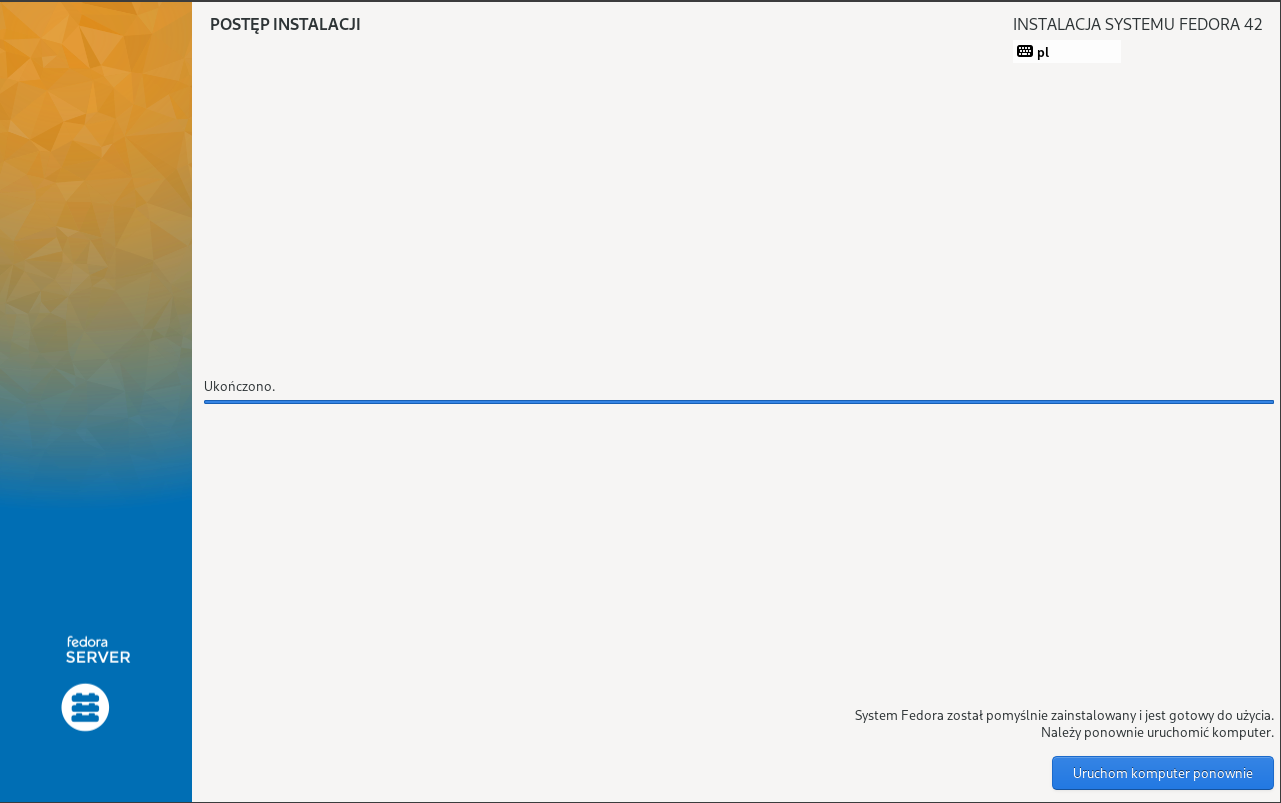 POSTĘP INSTALACJI
INSTALACJA SYSTEMU FEDORA 42
pl
Ukończono.
fedora
SERVER
System Fedora został pomyślnie zainstalowany i jest gotowy do użycia.
Należy ponownie uruchomić komputer.
Uruchom komputer ponownie